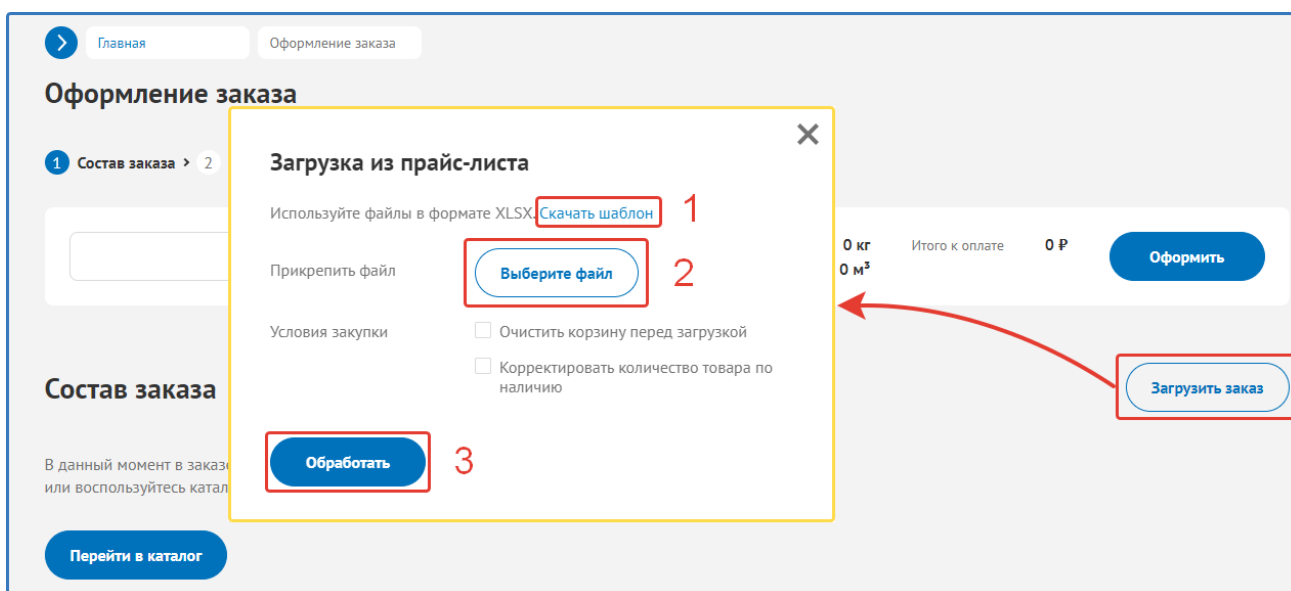 Главная
Оформление заказа
Оформление заказа
1 Состав заказа > 2
Загрузка из прайс-листа
Используйте файлы в формате XLSX. Скачать шаблон 1
Прикрепить файл Выберите файл 2
0 кг Итого к оплате 0 ₽ Оформить
0 м³
Условия закупки Очистить корзину перед загрузкой
Корректировать количество товара по
наличию
Состав заказа
Загрузить заказ
Обработать 3
В данный момент в
или воспользуйтесь
Перейти в каталог